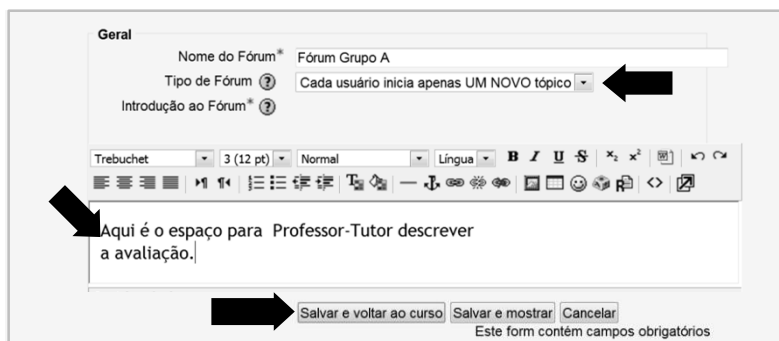 Geral
Nome do Fórum* Fórum Grupo A
Tipo de Fórum ? Cada usuário inicia apenas UM NOVO tópico
Introdução ao Fórum* ?
Trebuchet 3 (12 pt) Normal Língua B I U S x₂ x²
Aqui é o espaço para Professor-Tutor descrever
a avaliação.
Salvar e voltar ao curso Salvar e mostrar Cancelar
Este form contém campos obrigatórios